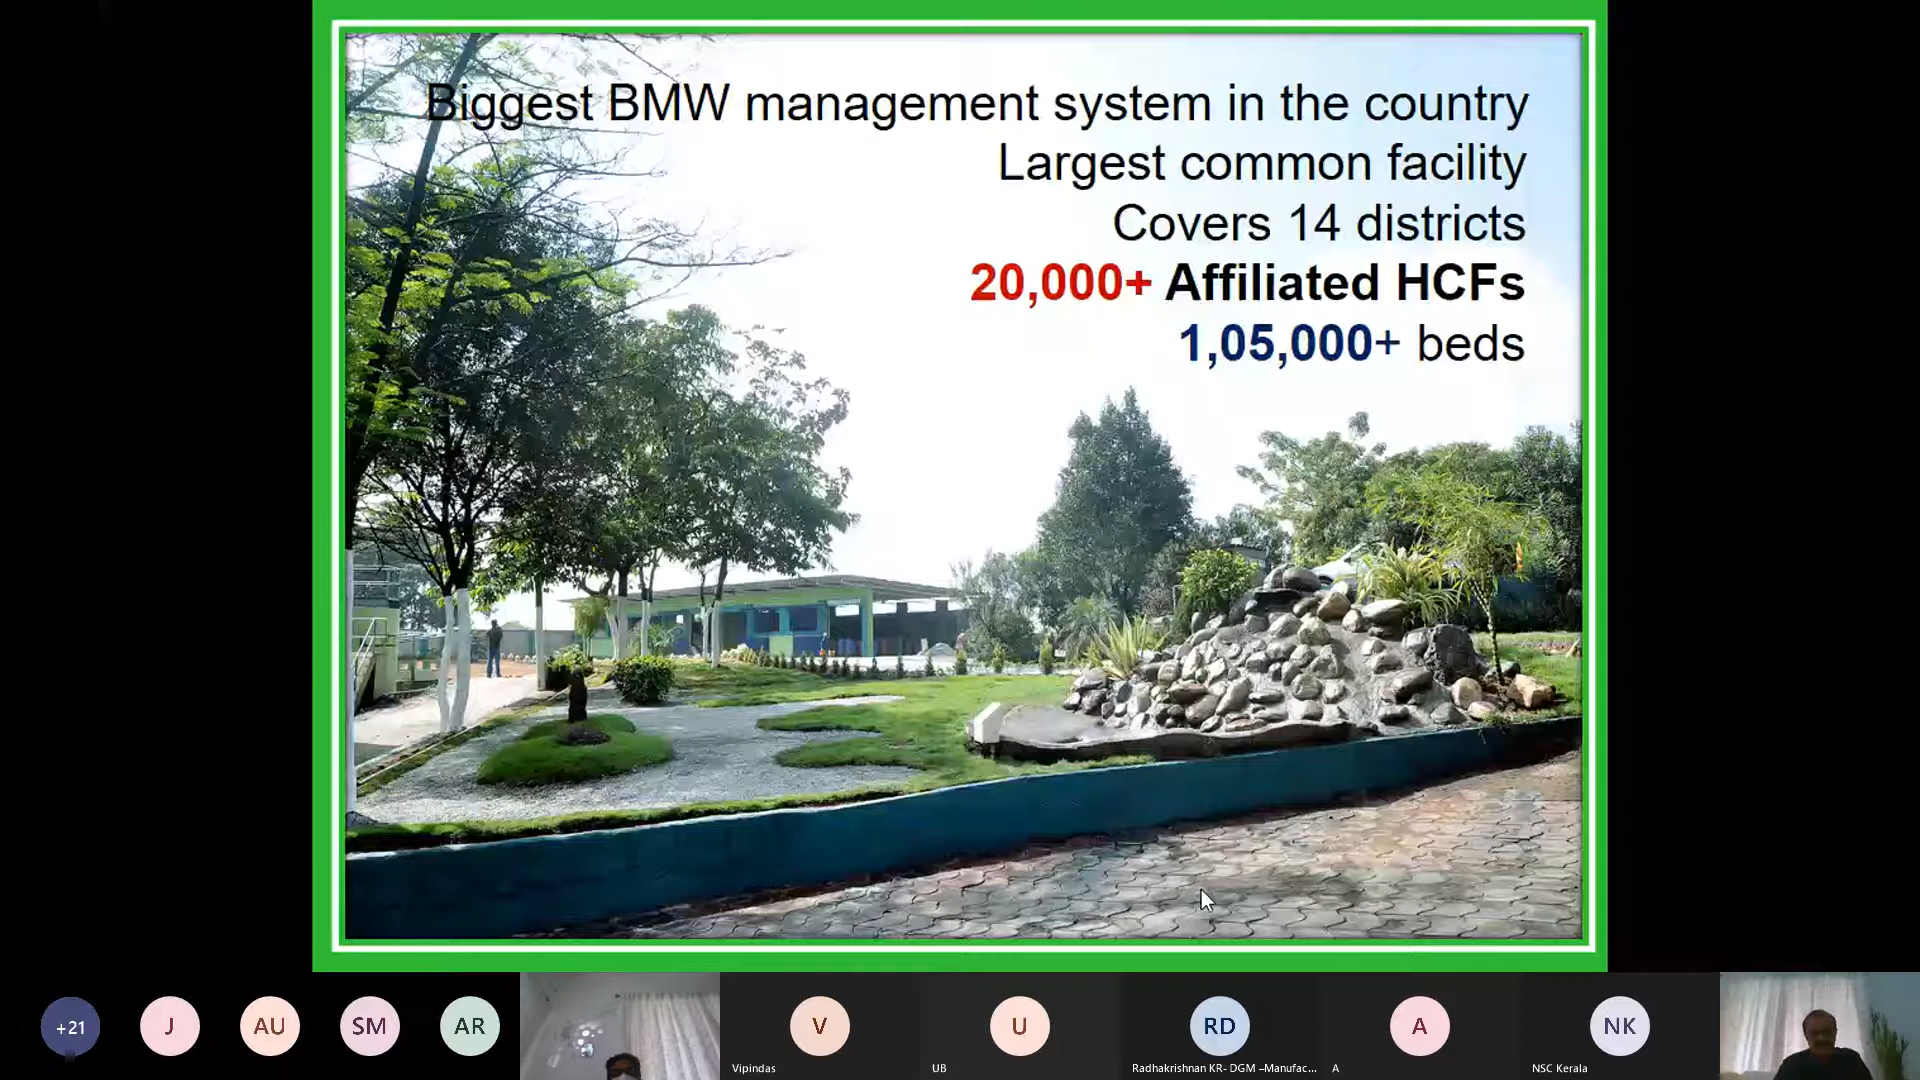 Biggest BMW management system in the country
Largest common facility
Covers 14 districts
20,000+ Affiliated HCFs
1,05,000+ beds
+21
J
AU
SM
AR
V
U
RD
A
NK
Vipindas
UB
Radhakrishnan KR- DGM –Manufac...
A
NSC Kerala